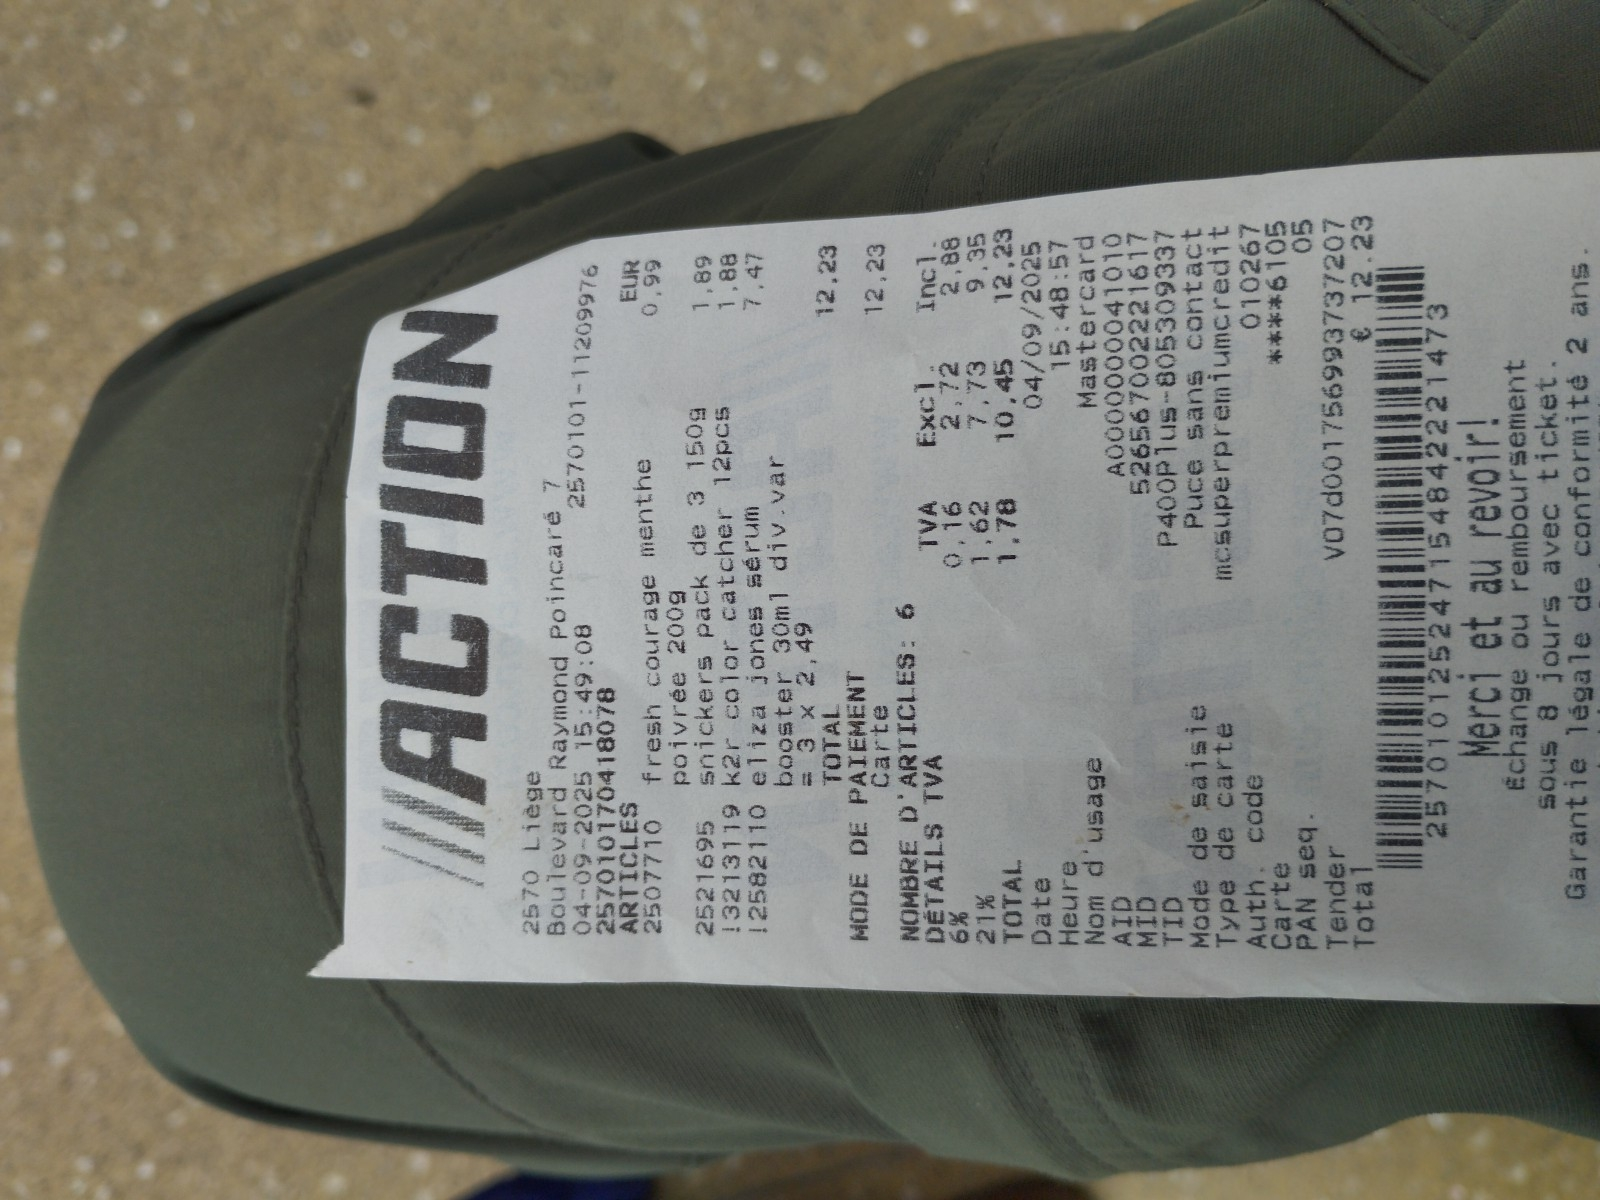 ACTION
2570 Liège
Boulevard Raymond Poincaré 7
04-09-2025 15:49:08 2570101-11209976
257010170418078
ARTICLES EUR
2507710 fresh courage menthe 0,99
poivrée 200g
2521695 snickers pack de 3 150g 1,89
!3213119 k2r color catcher 12pcs 1,88
!2582110 eliza jones sérum 7,47
booster 30ml div.var
= 3 x 2,49
TOTAL 12,23
MODE DE PAIEMENT
Carte 12,23
NOMBRE D'ARTICLES: 6
DÉTAILS TVA TVA Excl. Incl.
6% 0,16 2,72 2,88
21% 1,62 7,73 9,35
TOTAL 1,78 10,45 12,23
Date 04/09/2025
Heure 15:48:57
Nom d'usage Mastercard
AID A0000000041010
MID 526567002221617
TID P400Plus-805309337
Mode de saisie Puce sans contact
Type de carte mcsuperpremiumcredit
Auth. code 010267
Carte ****6105
PAN seq. 05
Tender VO7d001756993737207
Total € 12.23
257010125247154842221473
Merci et au revoir!
Échange ou remboursement
sous 8 jours avec ticket.
Garantie légale de conformité 2 ans.